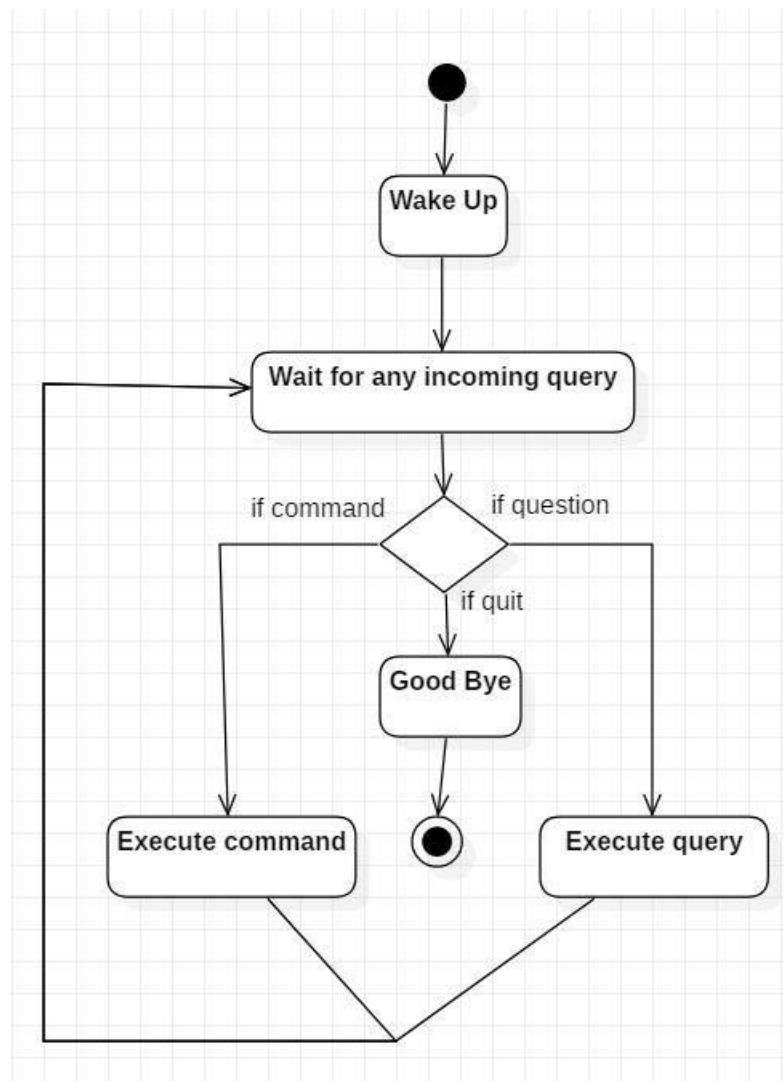 Wake Up
Wait for any incoming query
if command
if question
if quit
Good Bye
Execute command
Execute query